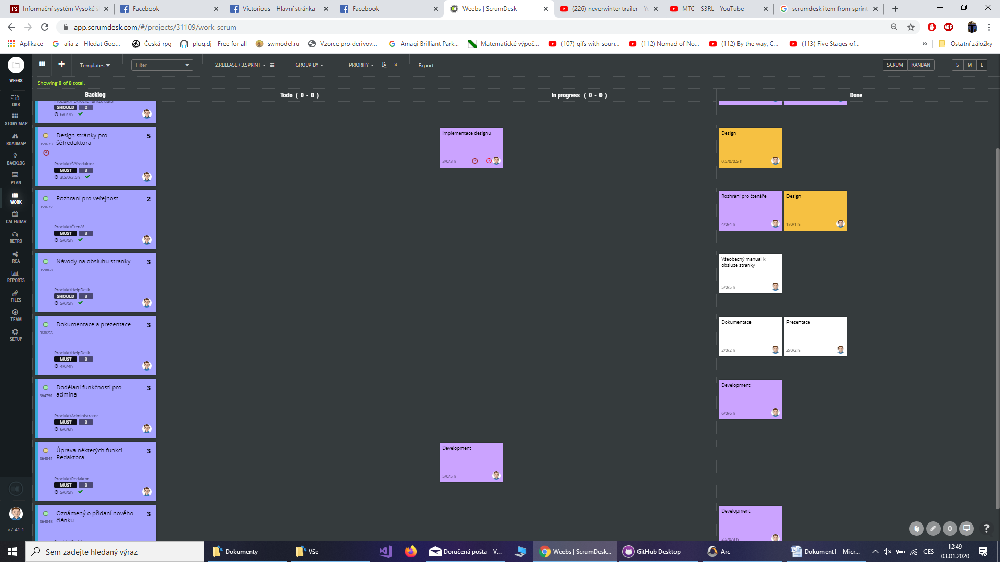 Informační systém Vysoké š
Facebook
Victorious - Hlavní stránka
Facebook
Weebs | ScrumDesk
(226) neverwinter trailer - Yo
MTC - S3RL - YouTube
scrumdesk item from sprint
app.scrumdesk.com/#/projects/31109/work-scrum
Aplikace
alia z - Hledat Goo...
Česká rpg
plug.dj - Free for all
swmodel.ru
Vzorce pro derivov...
Amagi Brilliant Park...
Matematické výpoč...
(107) gifs with soun...
(112) Nomad of No...
(112) By the way, C...
(113) Five Stages of...
»
Ostatní záložky
WEEBS
Templates
Filter
2.RELEASE / 3.SPRINT
GROUP BY
PRIORITY
Export
SCRUM
KANBAN
S M L
Showing 8 of 8 total.
Backlog
Todo ( 0 - 0 )
In progress ( 0 - 0 )
Done
OKR
STORY MAP
ROADMAP
BACKLOG
PLAN
WORK
CALENDAR
RETRO
RCA
REPORTS
FILES
TEAM
SETUP
v7.41.1
SHOULD 2
6/0/7h
Design stránky pro
šéfredaktora
5
359673
Produkt\Šéfredaktor
MUST 3
3.5/0/3.5h
Implementace designu
3/0/3 h
Design
0.5/0/0.5 h
Rozhraní pro veřejnost
2
359677
Produkt\Čtenář
MUST 3
5/0/5h
Rozhrání pro čtenáře
4/0/4 h
Design
1/0/1 h
Návody na obsluhu stranky
3
359868
Produkt\HelpDesk
SHOULD 3
5/0/5h
Všeobecný manual k
obsluze stranky
5/0/5 h
Dokumentace a prezentace
3
360656
Produkt\HelpDesk
MUST 3
4/0/4h
Dokumentace
2/0/2 h
Prezentace
2/0/2 h
Dodělaní funkčnosti pro
admina
3
364791
Produkt\Administrator
MUST 3
6/0/6h
Development
6/0/6 h
Úprava některých funkci
Redaktora
3
364841
Produkt\Redaktor
MUST 3
5/0/5h
Development
5/0/5 h
Oznámený o přidaní nového
článku
3
364843
Development
2.5/0/3 h
0
?
Sem zadejte hledaný výraz
Dokumenty
Vše
Doručená pošta – V...
Weebs | ScrumDesk...
GitHub Desktop
Arc
Dokument1 - Micr...
CES
12:49
03.01.2020